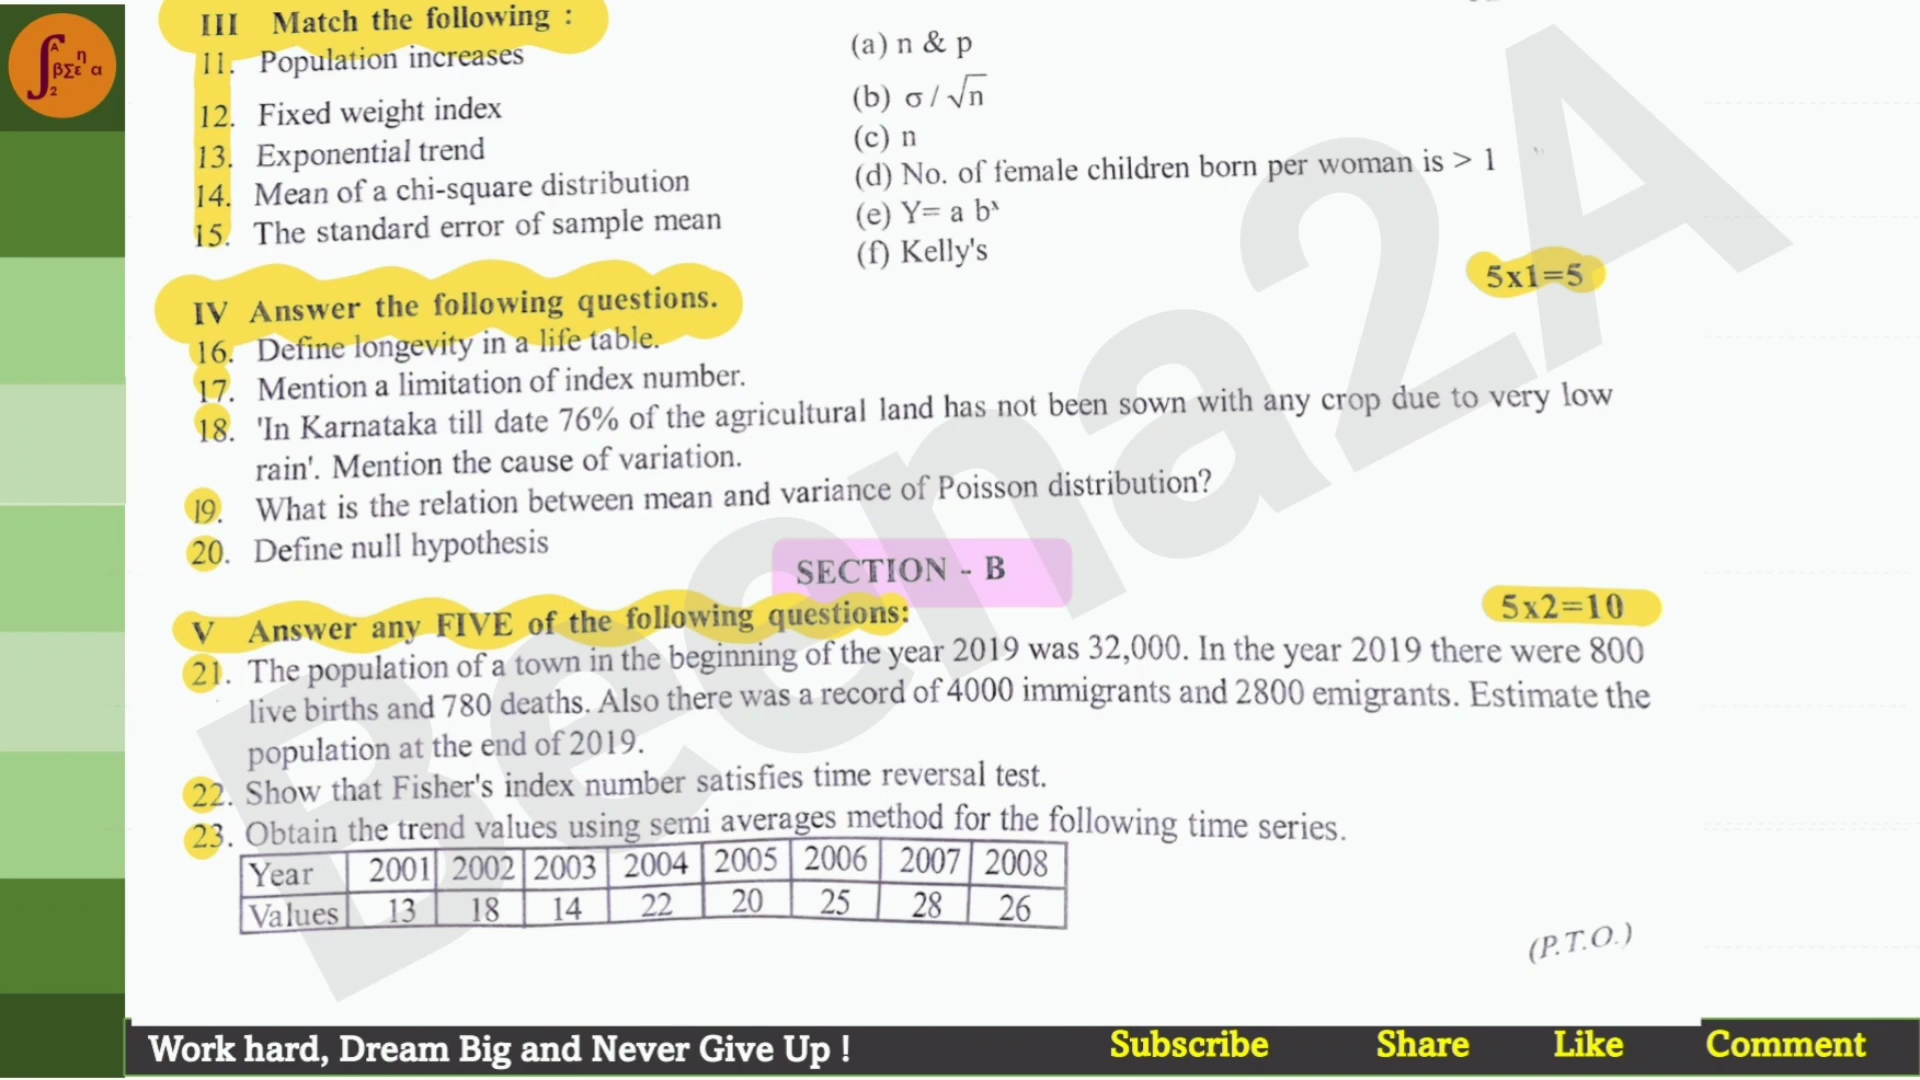 III Match the following :
11. Population increases (a) n & p
12. Fixed weight index (b) σ / √n
13. Exponential trend (c) n
14. Mean of a chi-square distribution (d) No. of female children born per woman is > 1
15. The standard error of sample mean (e) Y= a bˣ
(f) Kelly's
5x1=5
IV Answer the following questions.
16. Define longevity in a life table.
17. Mention a limitation of index number.
18. 'In Karnataka till date 76% of the agricultural land has not been sown with any crop due to very low
rain'. Mention the cause of variation.
19. What is the relation between mean and variance of Poisson distribution?
20. Define null hypothesis
SECTION - B
V Answer any FIVE of the following questions: 5x2=10
21. The population of a town in the beginning of the year 2019 was 32,000. In the year 2019 there were 800
live births and 780 deaths. Also there was a record of 4000 immigrants and 2800 emigrants. Estimate the
population at the end of 2019.
22. Show that Fisher's index number satisfies time reversal test.
23. Obtain the trend values using semi averages method for the following time series.
Year 2001 2002 2003 2004 2005 2006 2007 2008
Values 13 18 14 22 20 25 28 26
(P.T.O.)
Beena2A
Work hard, Dream Big and Never Give Up ! Subscribe Share Like Comment